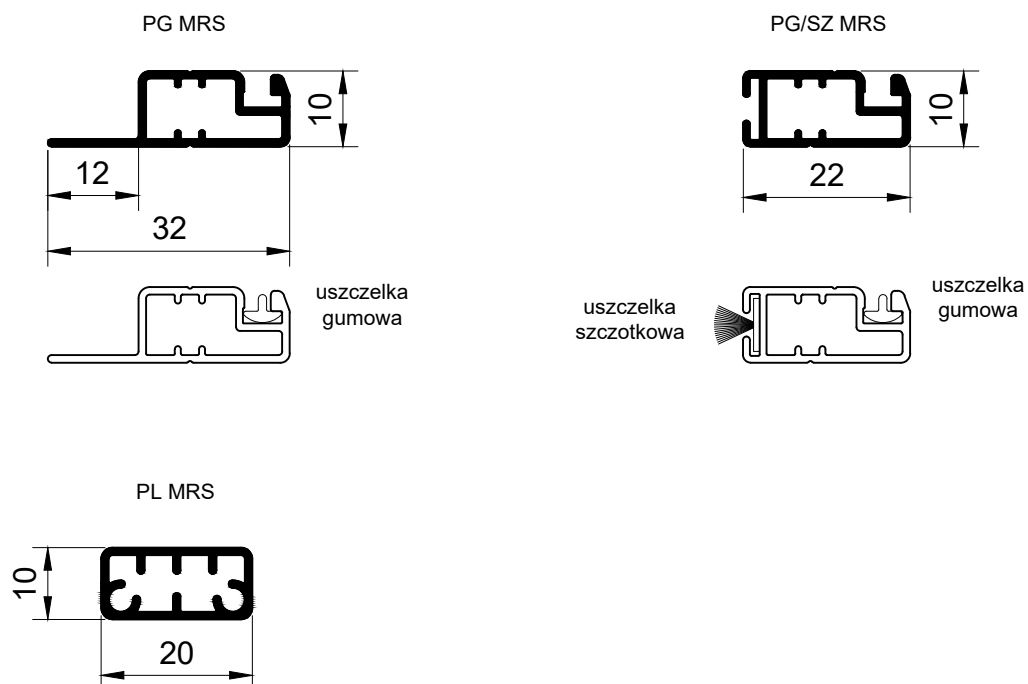 PG MRS
10
12
32
uszczelka
gumowa
PG/SZ MRS
10
22
uszczelka
szczotkowa
uszczelka
gumowa
PL MRS
10
20